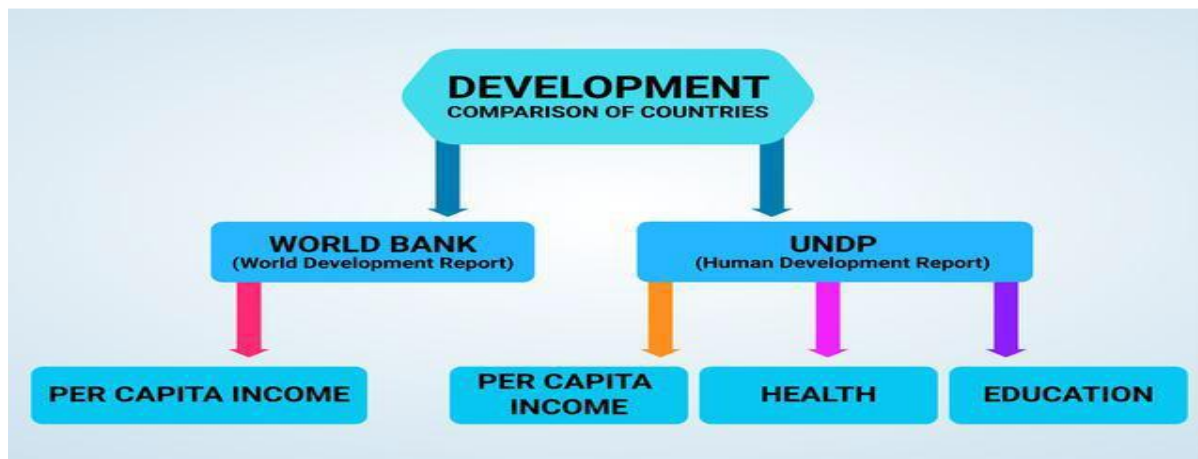 DEVELOPMENT
COMPARISON OF COUNTRIES
WORLD BANK
(World Development Report)
UNDP
(Human Development Report)
PER CAPITA INCOME
PER CAPITA
INCOME
HEALTH
EDUCATION